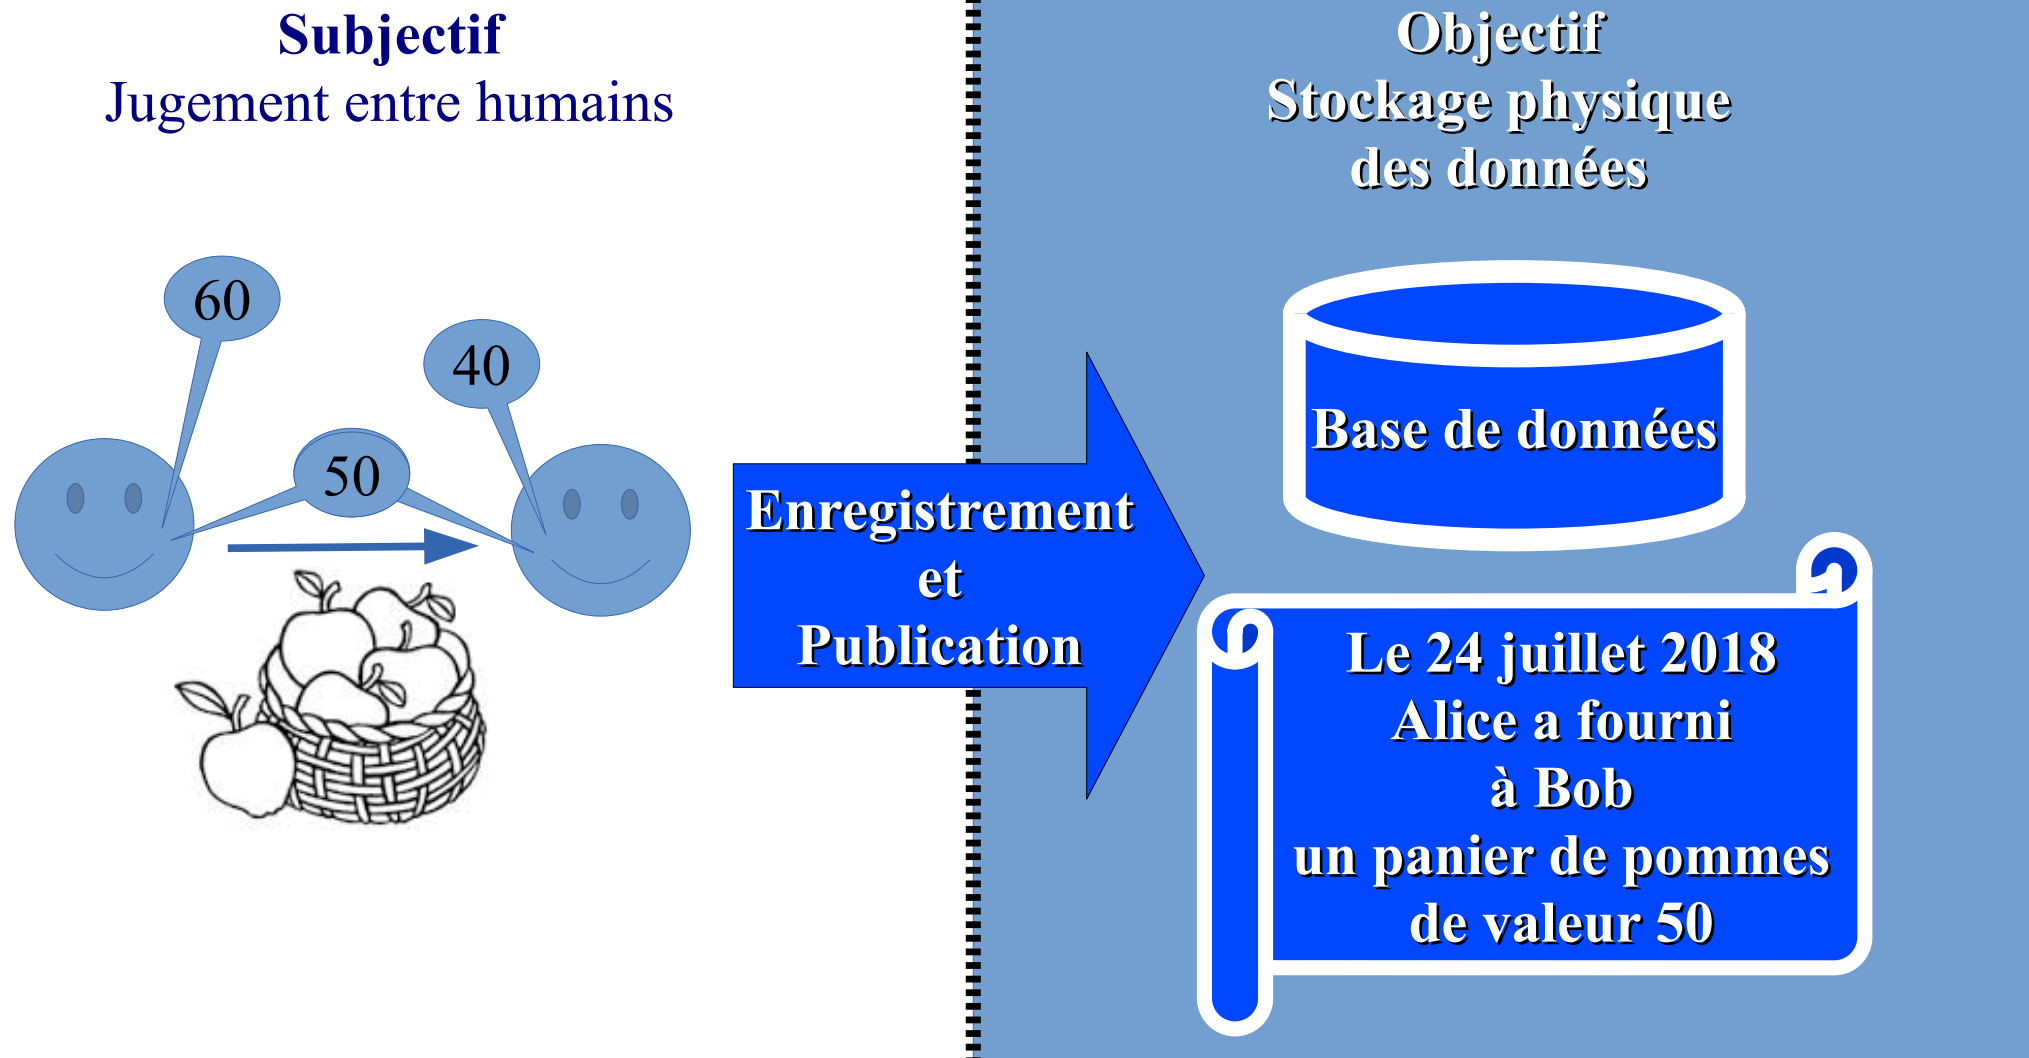 Subjectif
Jugement entre humains
60
40
50
Enregistrement
et
Publication
Objectif
Stockage physique
des données
Base de données
Le 24 juillet 2018
Alice a fourni
à Bob
un panier de pommes
de valeur 50